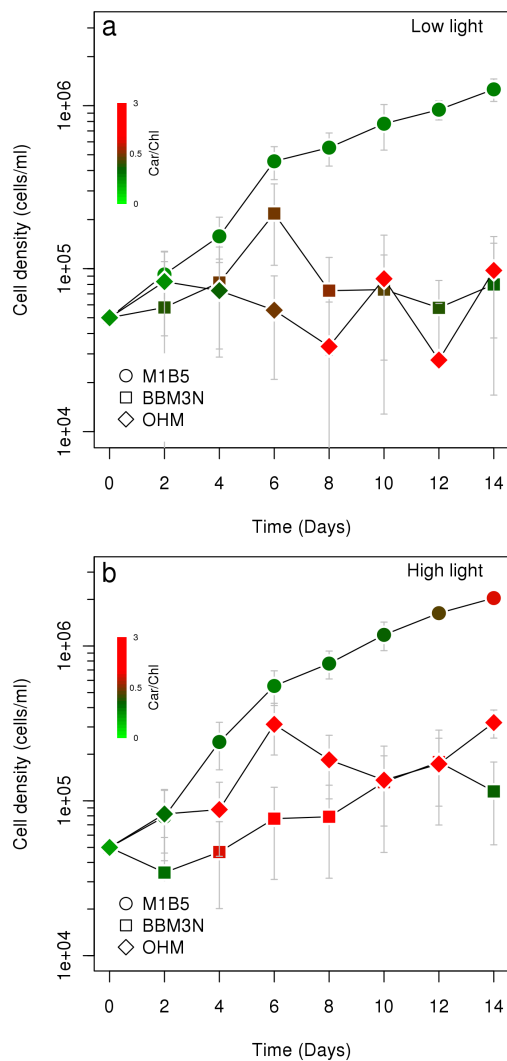 a
Low light
3
0.5
0
Car/Chl
1e+06
1e+05
1e+04
Cell density (cells/ml)
M1B5
BBM3N
OHM
0 2 4 6 8 10 12 14
Time (Days)
b
High light
3
0.5
0
Car/Chl
1e+06
1e+05
1e+04
Cell density (cells/ml)
M1B5
BBM3N
OHM
0 2 4 6 8 10 12 14
Time (Days)